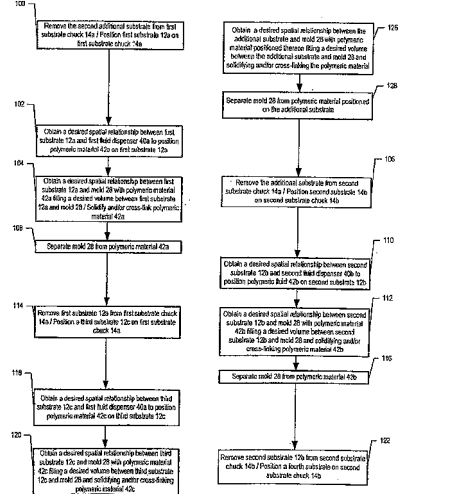 100
Remove the second additional substrate from first
substrate chuck 14a / Position first substrate 12a on
first substrate chuck 14a
102
Obtain a desired spatial relationship between first
substrate 12a and first fluid dispenser 40a to position
polymeric material 42a on first substrate 12a
104
Obtain a desired spatial relationship between first
substrate 12a and mold 28 with polymeric material
42a filling a desired volume between first substrate
12a and mold 28 / Solidify and/or cross-link polymeric
material 42a
108
Separate mold 28 from polymeric material 42a
114
Remove first substrate 12b from first substrate chuck
14a / Position a third substrate 12c on first substrate
chuck 14a
118
Obtain a desired spatial relationship between third
substrate 12c and first fluid dispenser 40a to position
polymeric material 42c on third substrate 12c
120
Obtain a desired spatial relationship between third
substrate 12c and mold 28 with polymeric material
42c filling a desired volume between third substrate
12c and mold 28 and solidifying and/or cross-linking
polymeric material 42c
126
Obtain a desired spatial relationship between the
additional substrate and mold 28 with polymeric
material positioned thereon filling a desired volume
between the additional substrate and mold 28 and
solidifying and/or cross-linking the polymeric material
128
Separate mold 28 from polymeric material positioned
on the additional substrate
106
Remove the additional substrate from second
substrate chuck 14a / Position second substrate 14b
on second substrate chuck 14b
110
Obtain a desired spatial relationship between second
substrate 12b and second fluid dispenser 40b to
position polymeric fluid 42b on second substrate 12b
112
Obtain a desired spatial relationship between second
substrate 12b and mold 28 with polymeric material
42b filling a desired volume between second
substrate 12b and mold 28 and solidifying and/or
cross-linking polymeric material 42b
116
Separate mold 28 from polymeric material 42b
122
Remove second substrate 12b from second substrate
chuck 14b / Position a fourth substrate on second
substrate chuck 14b